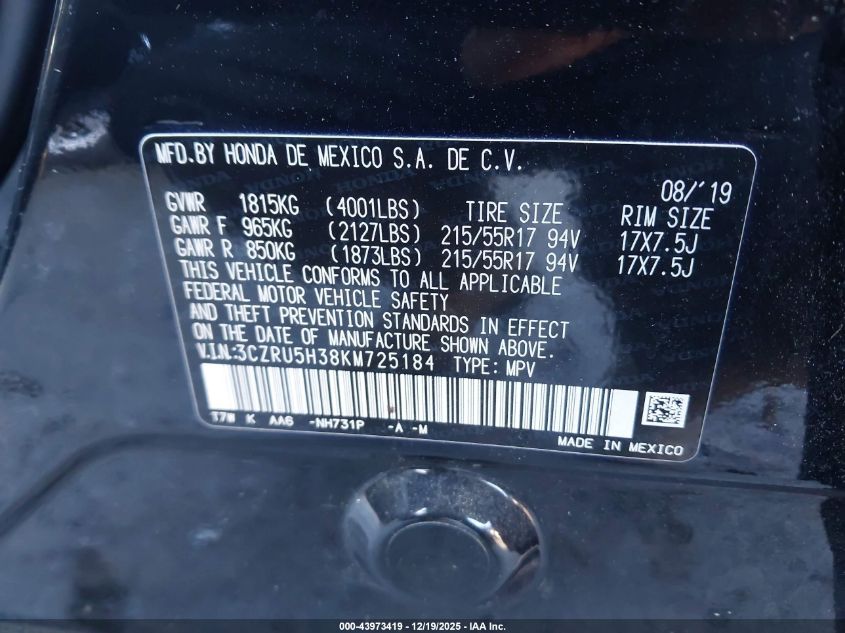 MFD.BY HONDA DE MEXICO S.A. DE C.V.
08/'19
GVWR 1815KG (4001LBS) TIRE SIZE RIM SIZE
GAWR F 965KG (2127LBS) 215/55R17 94V 17X7.5J
GAWR R 850KG (1873LBS) 215/55R17 94V 17X7.5J
THIS VEHICLE CONFORMS TO ALL APPLICABLE
FEDERAL MOTOR VEHICLE SAFETY
AND THEFT PREVENTION STANDARDS IN EFFECT
ON THE DATE OF MANUFACTURE SHOWN ABOVE.
V.I.N:3CZRU5H38KM725184 TYPE: MPV
T7W K AA6 -NH731P -A -M
MADE IN MEXICO
000-43973419 - 12/19/2025 - IAA Inc.